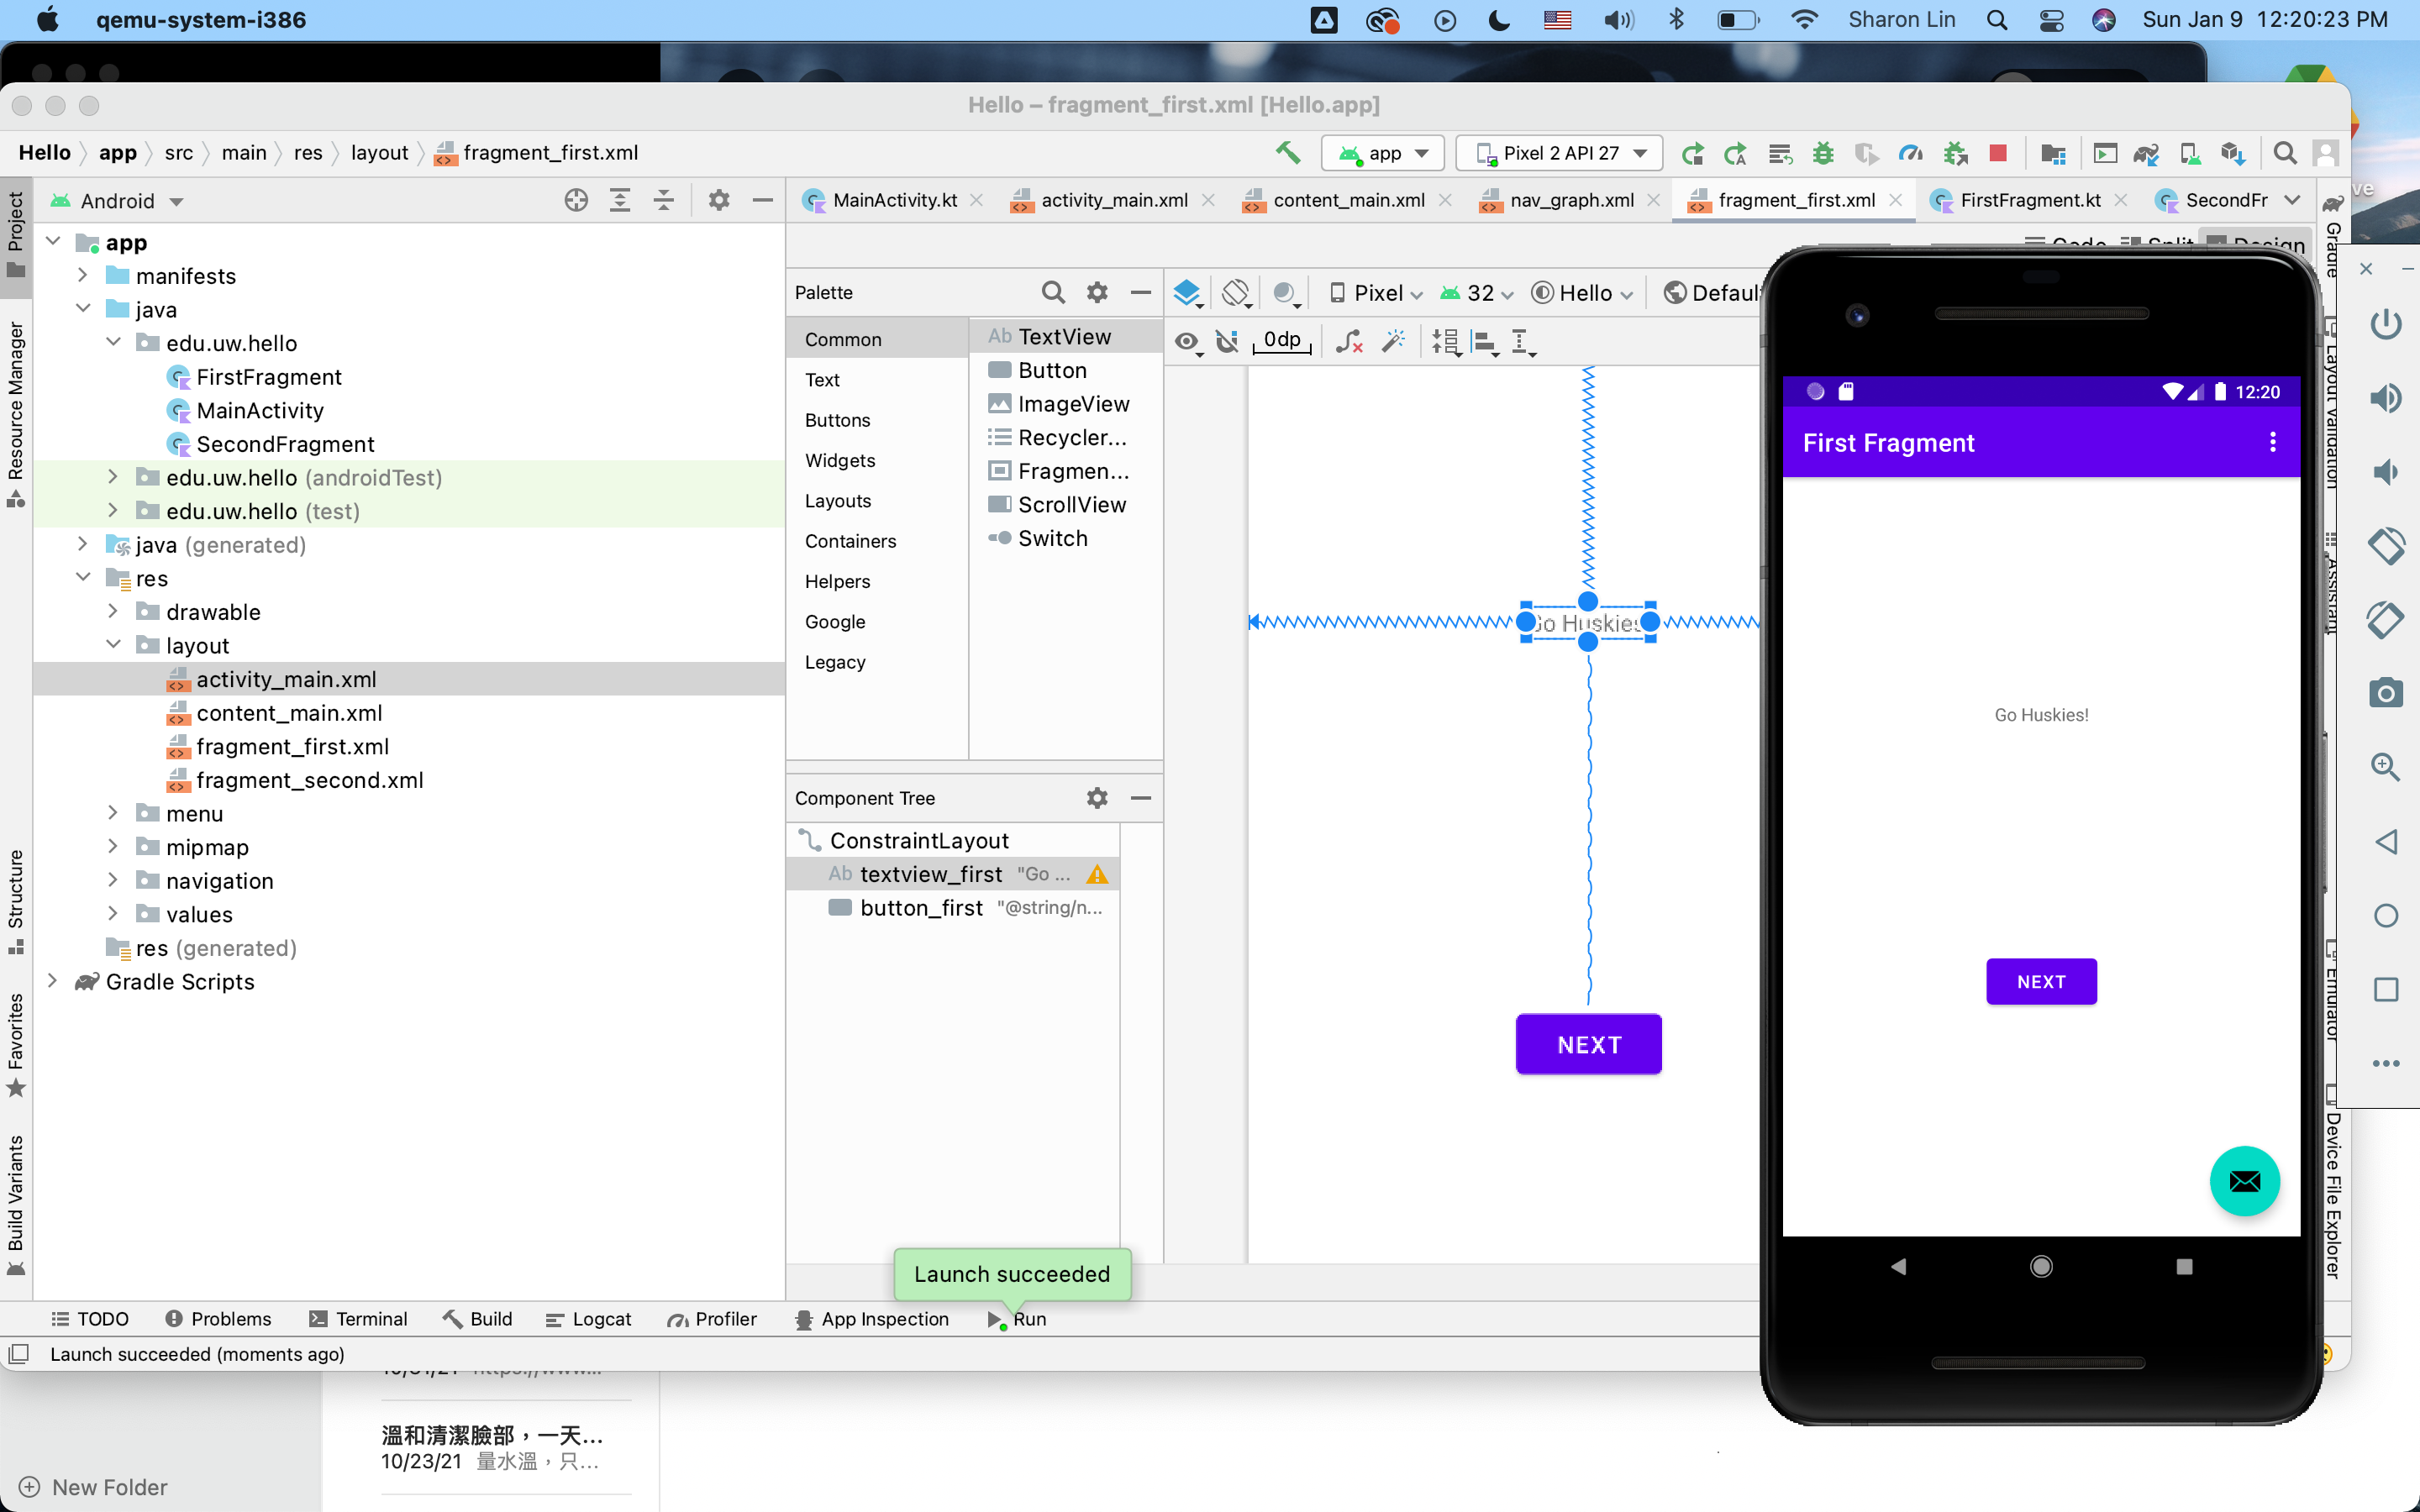 qemu-system-i386
Sharon Lin
Sun Jan 9 12:20:23 PM
Hello – fragment_first.xml [Hello.app]
Hello
app
src
main
res
layout
fragment_first.xml
app
Pixel 2 API 27
Project
Resource Manager
Structure
Favorites
Build Variants
Android
MainActivity.kt
activity_main.xml
content_main.xml
nav_graph.xml
fragment_first.xml
FirstFragment.kt
SecondFr
app
manifests
java
edu.uw.hello
FirstFragment
MainActivity
SecondFragment
edu.uw.hello (androidTest)
edu.uw.hello (test)
java (generated)
res
drawable
layout
activity_main.xml
content_main.xml
fragment_first.xml
fragment_second.xml
menu
mipmap
navigation
values
res (generated)
Gradle Scripts
Code
Split
Design
Palette
Common
Text
Buttons
Widgets
Layouts
Containers
Helpers
Google
Legacy
Ab TextView
Button
ImageView
Recycler...
Fragmen...
ScrollView
Switch
Pixel
32
Hello
Defaul
0dp
Go Huskies
NEXT
Component Tree
ConstraintLayout
Ab textview_first "Go ...
button_first "@string/n...
12:20
First Fragment
Go Huskies!
NEXT
Gradle
Layout Validation
Assistant
Emulator
Device File Explorer
ve
Launch succeeded
TODO
Problems
Terminal
Build
Logcat
Profiler
App Inspection
Run
Launch succeeded (moments ago)
溫和清潔臉部，一天...
10/23/21 量水溫，只...
New Folder